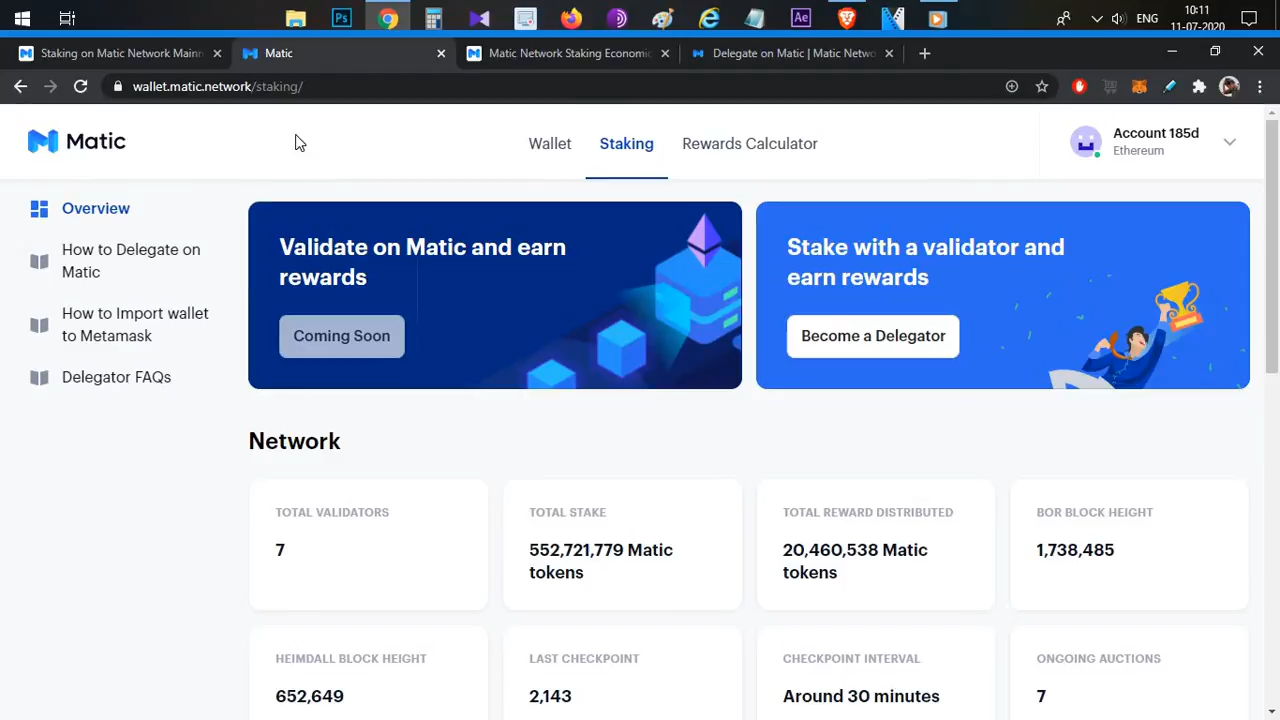 Ps
Ae
ENG
10:11
11-07-2020
Staking on Matic Network Mainn
Matic
Matic Network Staking Economic
Delegate on Matic | Matic Netwo
wallet.matic.network/staking/
Matic
Wallet
Staking
Rewards Calculator
Account 185d
Ethereum
Overview
How to Delegate on
Matic
How to Import wallet
to Metamask
Delegator FAQs
Validate on Matic and earn
rewards
Coming Soon
Stake with a validator and
earn rewards
Become a Delegator
Network
TOTAL VALIDATORS
7
TOTAL STAKE
552,721,779 Matic
tokens
TOTAL REWARD DISTRIBUTED
20,460,538 Matic
tokens
BOR BLOCK HEIGHT
1,738,485
HEIMDALL BLOCK HEIGHT
652,649
LAST CHECKPOINT
2,143
CHECKPOINT INTERVAL
Around 30 minutes
ONGOING AUCTIONS
7